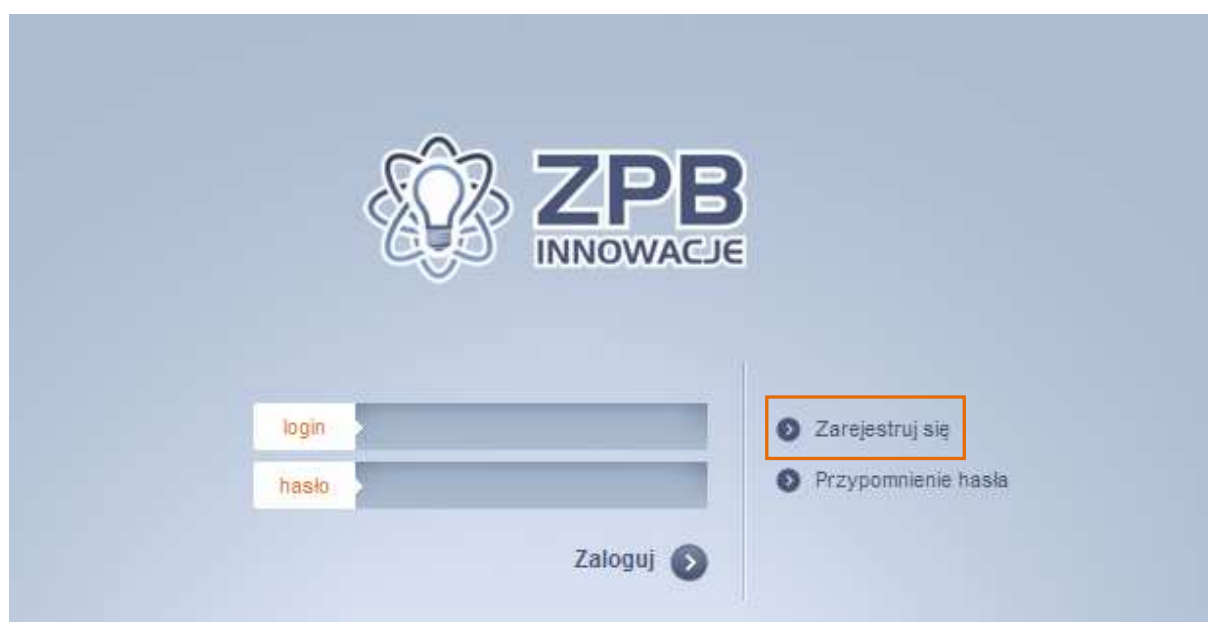 ZPB
INNOWACJE
login
hasło
Zaloguj
Zarejestruj się
Przypomnienie hasła